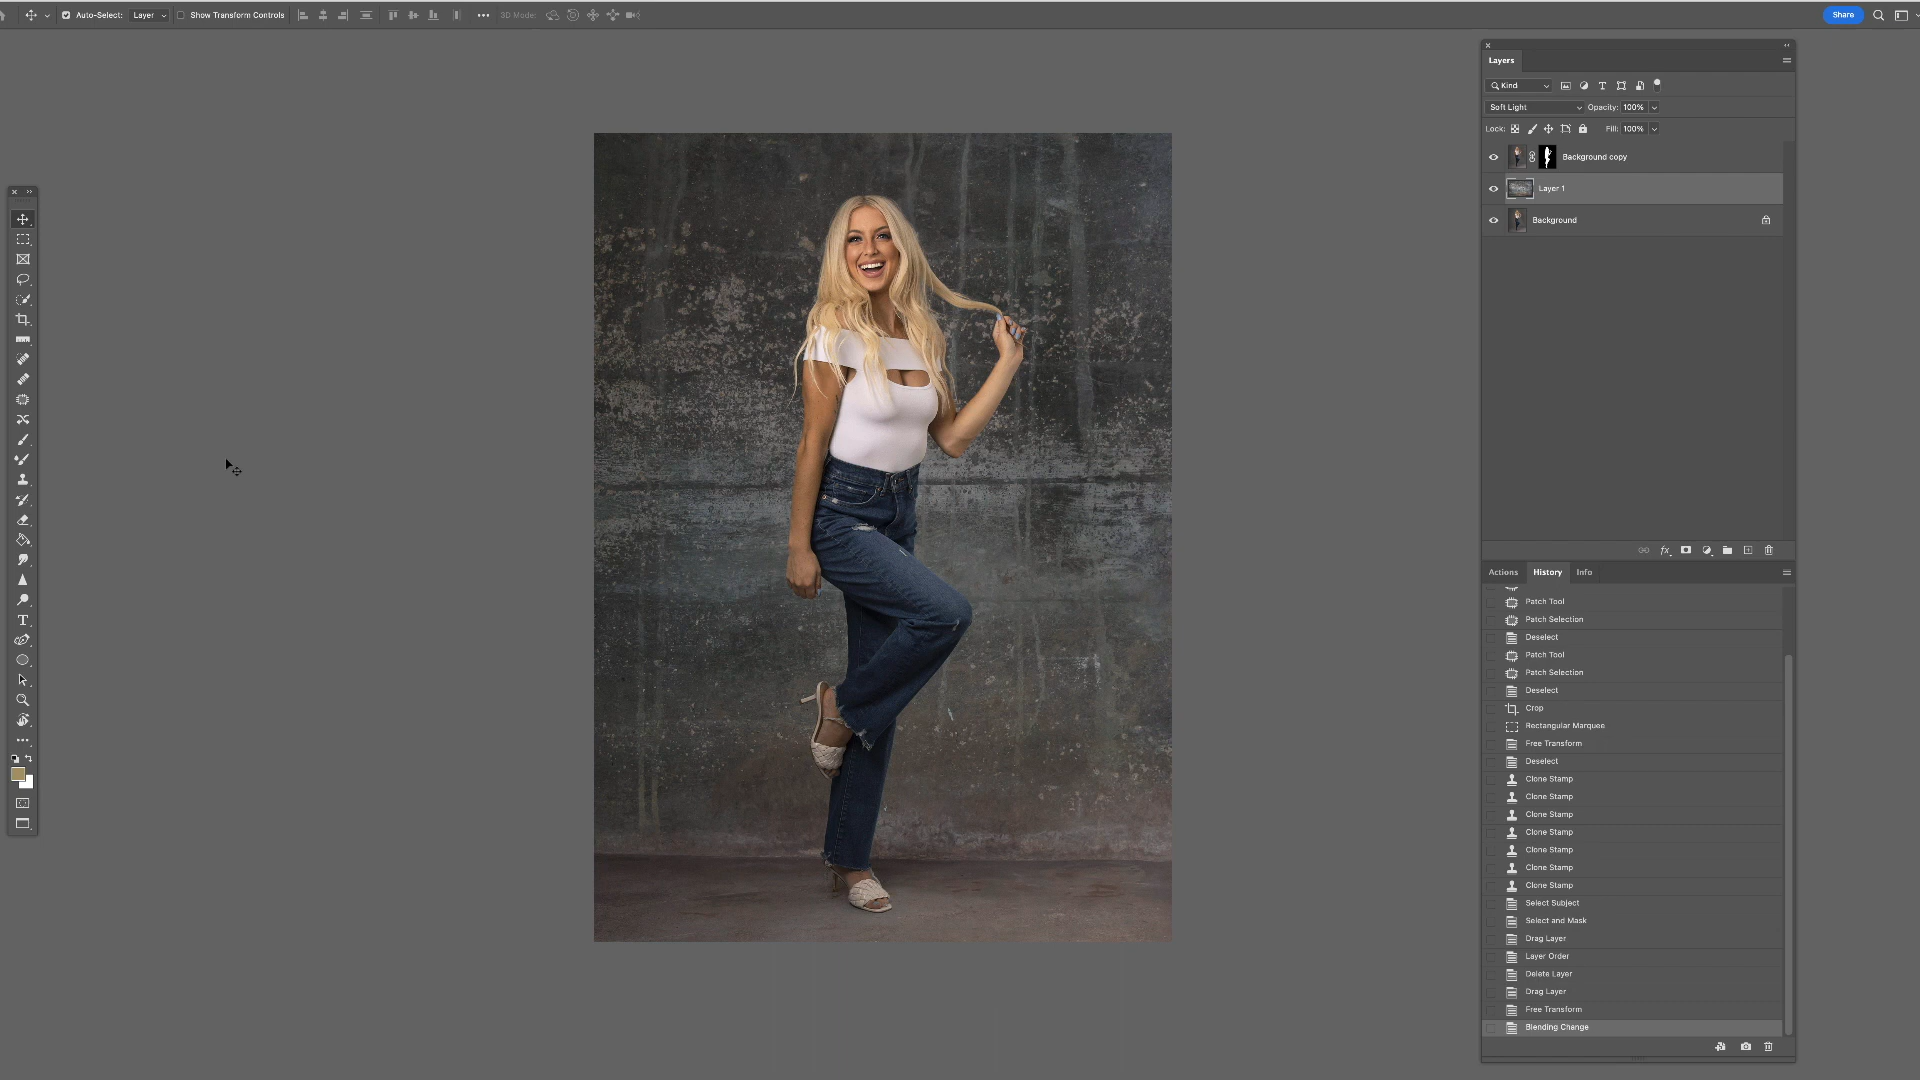 Auto-Select: Layer Show Transform Controls 3D Mode: Share
Layers
Kind
Soft Light Opacity: 100%
Lock: Fill: 100%
Background copy
Layer 1
Background
fx
Actions History Info
Patch Tool
Patch Selection
Deselect
Patch Tool
Patch Selection
Deselect
Crop
Rectangular Marquee
Free Transform
Deselect
Clone Stamp
Clone Stamp
Clone Stamp
Clone Stamp
Clone Stamp
Clone Stamp
Clone Stamp
Select Subject
Select and Mask
Drag Layer
Layer Order
Delete Layer
Drag Layer
Free Transform
Blending Change